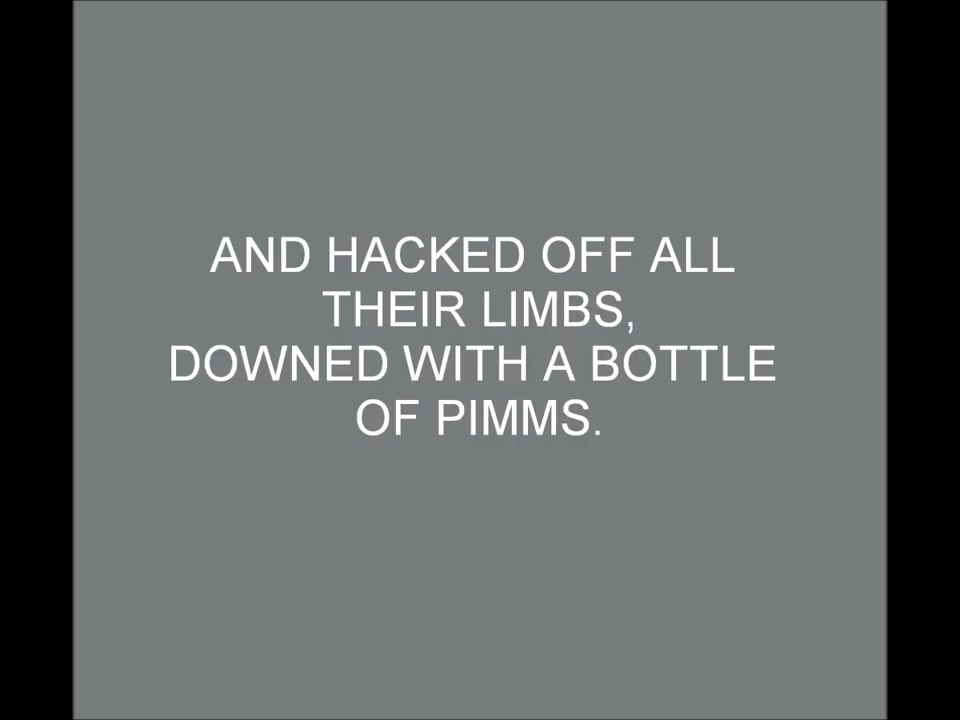 AND HACKED OFF ALL
THEIR LIMBS,
DOWNED WITH A BOTTLE
OF PIMMS.